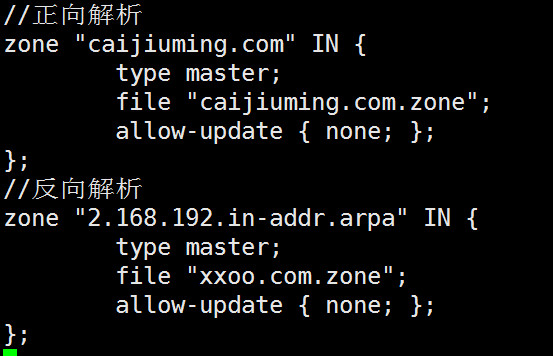 //正向解析
zone "caijiuming.com" IN {
        type master;
        file "caijiuming.com.zone";
        allow-update { none; };
};
//反向解析
zone "2.168.192.in-addr.arpa" IN {
        type master;
        file "xxoo.com.zone";
        allow-update { none; };
};